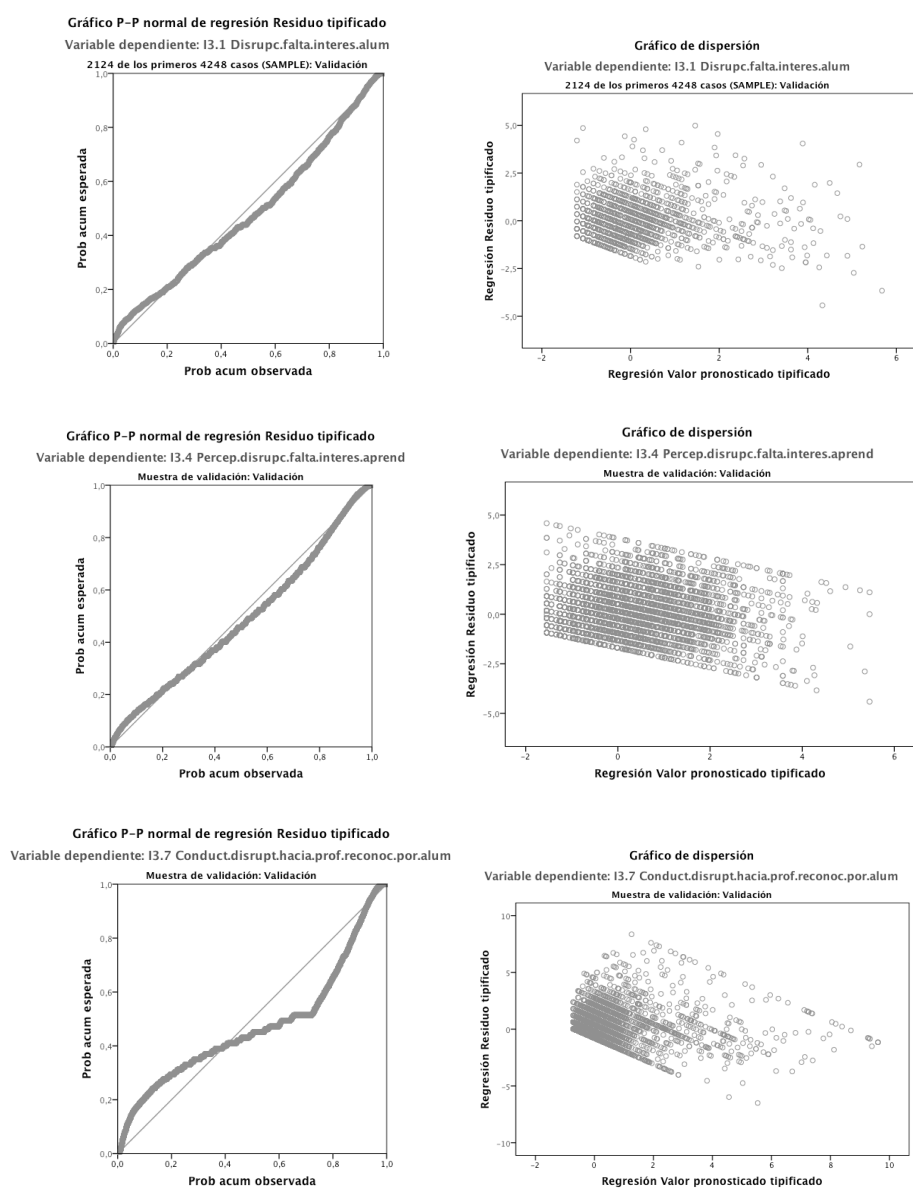 Gráfico P-P normal de regresión Residuo tipificado
Variable dependiente: I3.1 Disrupc.falta.interes.alum
2124 de los primeros 4248 casos (SAMPLE): Validación
Prob acum esperada
1,0
0,8
0,6
0,4
0,2
0,0
0,0 0,2 0,4 0,6 0,8 1,0
Prob acum observada
Gráfico de dispersión
Variable dependiente: I3.1 Disrupc.falta.interes.alum
2124 de los primeros 4248 casos (SAMPLE): Validación
Regresión Residuo tipificado
5,0
2,5
0,0
-2,5
-5,0
-2 0 2 4 6
Regresión Valor pronosticado tipificado
Gráfico P-P normal de regresión Residuo tipificado
Variable dependiente: I3.4 Percep.disrupc.falta.interes.aprend
Muestra de validación: Validación
Prob acum esperada
1,0
0,8
0,6
0,4
0,2
0,0
0,0 0,2 0,4 0,6 0,8 1,0
Prob acum observada
Gráfico de dispersión
Variable dependiente: I3.4 Percep.disrupc.falta.interes.aprend
Muestra de validación: Validación
Regresión Residuo tipificado
5,0
2,5
0,0
-2,5
-5,0
-2 0 2 4 6
Regresión Valor pronosticado tipificado
Gráfico P-P normal de regresión Residuo tipificado
Variable dependiente: I3.7 Conduct.disrupt.hacia.prof.reconoc.por.alum
Muestra de validación: Validación
Prob acum esperada
1,0
0,8
0,6
0,4
0,2
0,0
0,0 0,2 0,4 0,6 0,8 1,0
Prob acum observada
Gráfico de dispersión
Variable dependiente: I3.7 Conduct.disrupt.hacia.prof.reconoc.por.alum
Muestra de validación: Validación
Regresión Residuo tipificado
10
5
0
-5
-10
-2 0 2 4 6 8 10
Regresión Valor pronosticado tipificado